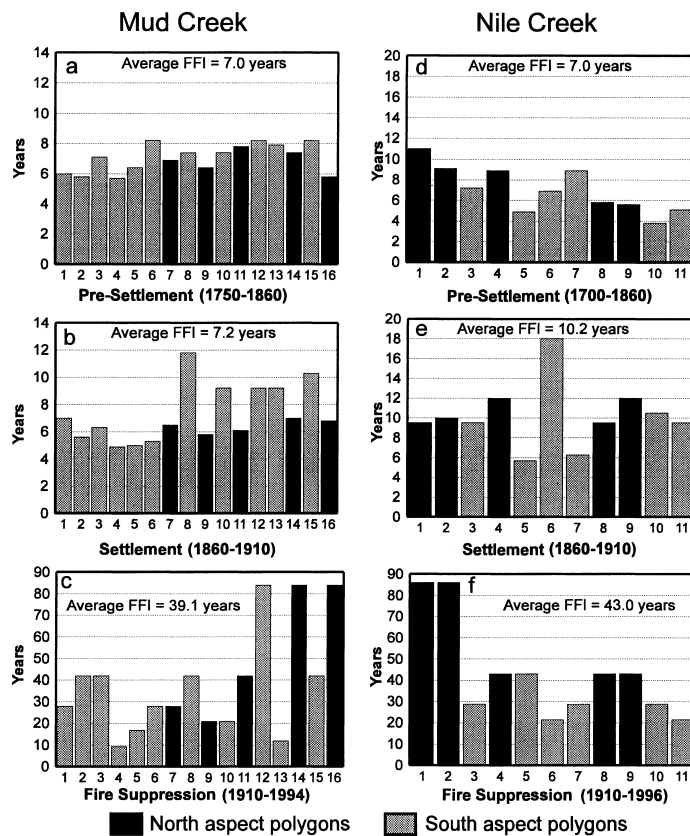 Mud Creek
Nile Creek
a
Average FFI = 7.0 years
14
12
10
8
6
4
2
0
Years
1 2 3 4 5 6 7 8 9 10 11 12 13 14 15 16
Pre-Settlement (1750-1860)
d
Average FFI = 7.0 years
20
18
16
14
12
10
8
6
4
2
0
Years
1 2 3 4 5 6 7 8 9 10 11
Pre-Settlement (1700-1860)
b
Average FFI = 7.2 years
14
12
10
8
6
4
2
0
Years
1 2 3 4 5 6 7 8 9 10 11 12 13 14 15 16
Settlement (1860-1910)
e
Average FFI = 10.2 years
20
18
16
14
12
10
8
6
4
2
0
Years
1 2 3 4 5 6 7 8 9 10 11
Settlement (1860-1910)
c
Average FFI = 39.1 years
90
80
70
60
50
40
30
20
10
0
Years
1 2 3 4 5 6 7 8 9 10 11 12 13 14 15 16
Fire Suppression (1910-1994)
f
Average FFI = 43.0 years
90
80
70
60
50
40
30
20
10
0
Years
1 2 3 4 5 6 7 8 9 10 11
Fire Suppression (1910-1996)
North aspect polygons
South aspect polygons